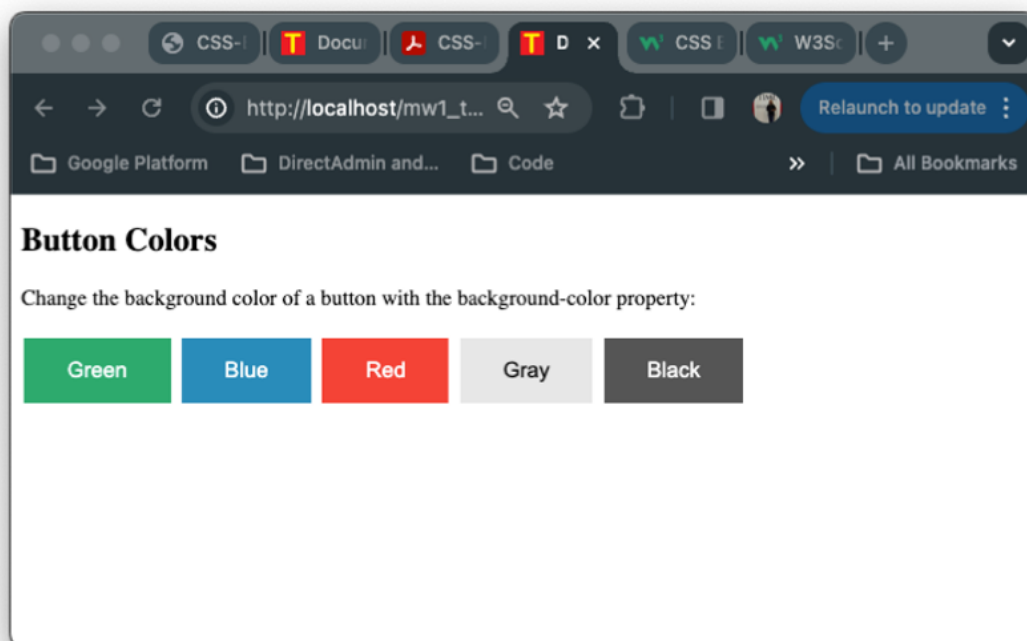 CSS- Docu CSS- D CSS E W3Sc
http://localhost/mw1_t... Relaunch to update
Google Platform DirectAdmin and... Code » All Bookmarks
Button Colors
Change the background color of a button with the background-color property:
Green Blue Red Gray Black